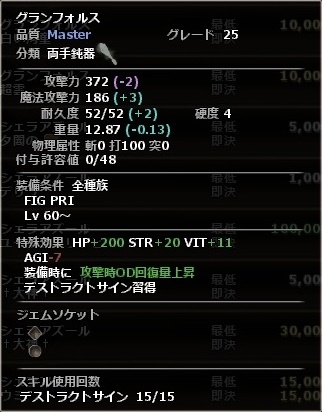 グランフォルス
品質 Master グレード 25
分類 両手鈍器
攻撃力 372 (-2)
魔法攻撃力 186 (+3)
耐久度 52/52 (+2) 硬度 4
重量 12.87 (-0.13)
物理属性 斬0 打100 突0
付与許容値 0/48
装備条件 全種族
FIG PRI
Lv 60～
特殊効果 HP+200 STR+20 VIT+11
AGI-7
装備時に 攻撃時OD回復量上昇
デストラクトサイン習得
ジェムソケット
スキル使用回数
デストラクトサイン 15/15